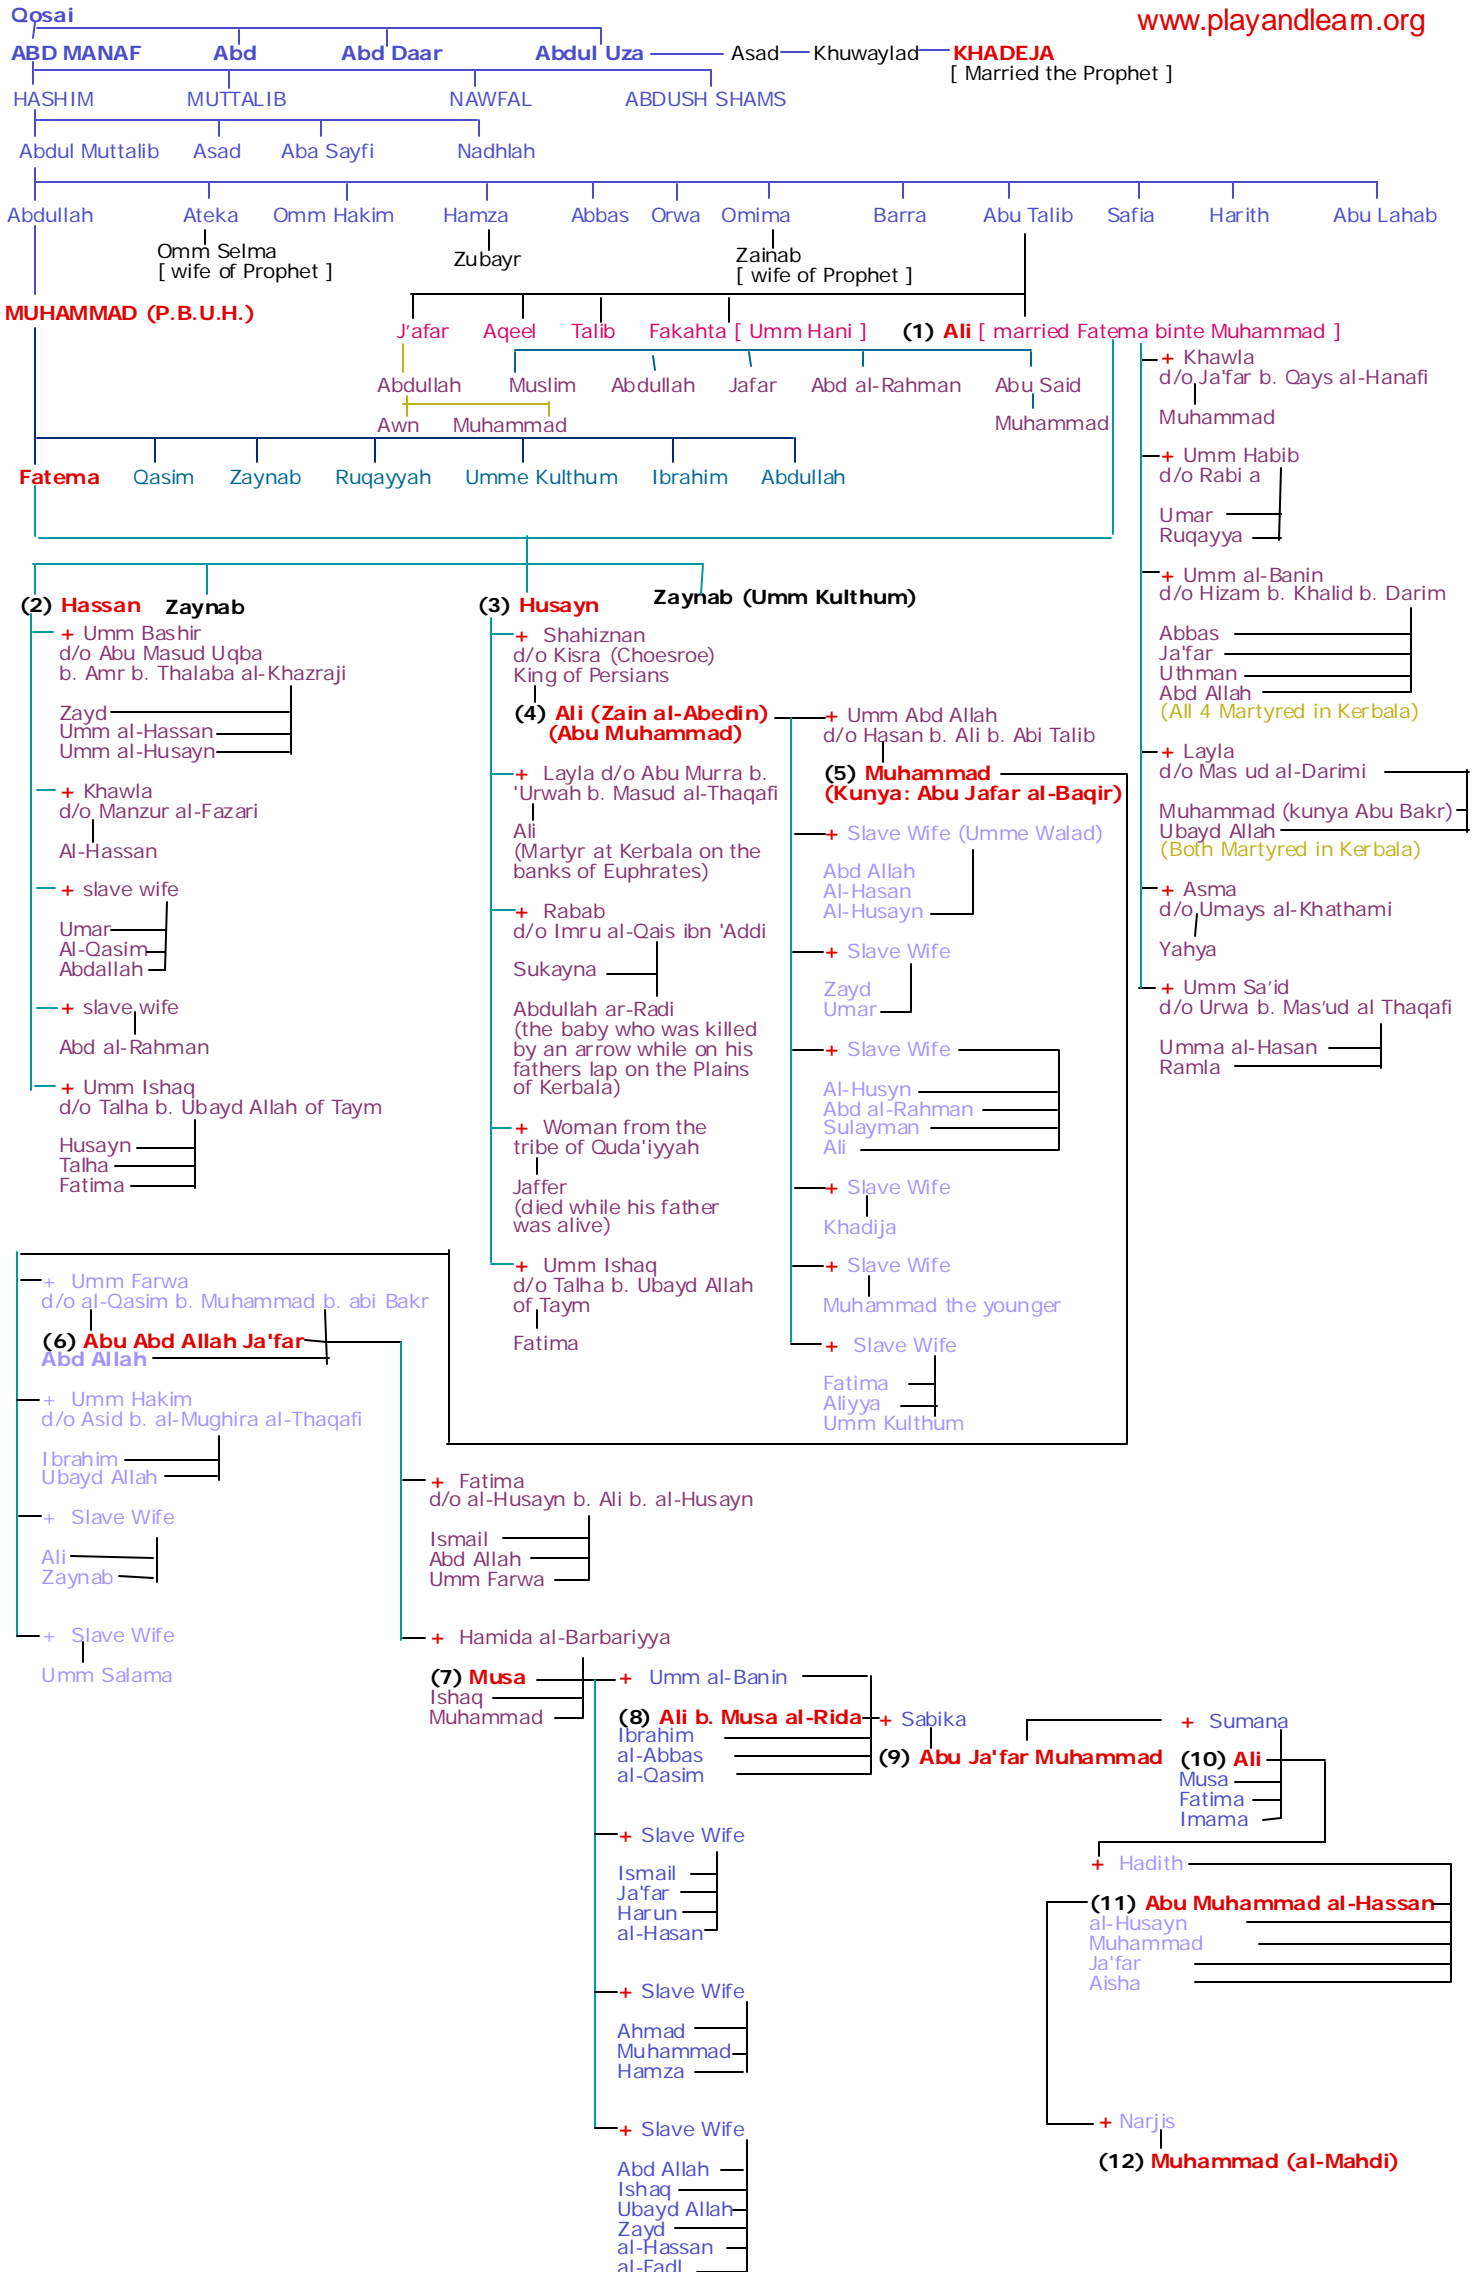 Qosai
www.playandlearn.org
ABD MANAF Abd Abd Daar Abdul Uza Asad Khuwaylad KHADEJA
[ Married the Prophet ]
HASHIM MUTTALIB NAWFAL ABDUSH SHAMS
Abdul Muttalib Asad Aba Sayfi Nadhlah
Abdullah Ateka Omm Hakim Hamza Abbas Orwa Omima Barra Abu Talib Safia Harith Abu Lahab
Omm Selma
[ wife of Prophet ]
Zubayr
Zainab
[ wife of Prophet ]
MUHAMMAD (P.B.U.H.)
J'afar Aqeel Talib Fakahta [ Umm Hani ] (1) Ali [ married Fatema binte Muhammad ]
Abdullah Muslim Abdullah Jafar Abd al-Rahman Abu Said
Awn Muhammad Muhammad
Fatema Qasim Zaynab Ruqayyah Umme Kulthum Ibrahim Abdullah
+ Khawla
d/o Ja'far b. Qays al-Hanafi
Muhammad
+ Umm Habib
d/o Rabi a
Umar
Ruqayya
+ Umm al-Banin
d/o Hizam b. Khalid b. Darim
Abbas
Ja'far
Uthman
Abd Allah
(All 4 Martyred in Kerbala)
+ Layla
d/o Mas ud al-Darimi
Muhammad (kunya Abu Bakr)
Ubayd Allah
(Both Martyred in Kerbala)
+ Asma
d/o Umays al-Khathami
Yahya
+ Umm Sa'id
d/o Urwa b. Mas'ud al Thaqafi
Umma al-Hasan
Ramla
(2) Hassan Zaynab (3) Husayn Zaynab (Umm Kulthum)
+ Umm Bashir
d/o Abu Masud Uqba
b. Amr b. Thalaba al-Khazraji
Zayd
Umm al-Hassan
Umm al-Husayn
+ Khawla
d/o Manzur al-Fazari
Al-Hassan
+ slave wife
Umar
Al-Qasim
Abdallah
+ slave wife
Abd al-Rahman
+ Umm Ishaq
d/o Talha b. Ubayd Allah of Taym
Husayn
Talha
Fatima
+ Shahiznan
d/o Kisra (Choesroe)
King of Persians
(4) Ali (Zain al-Abedin)
(Abu Muhammad)
+ Layla d/o Abu Murra b.
'Urwah b. Masud al-Thaqafi
Ali
(Martyr at Kerbala on the
banks of Euphrates)
+ Rabab
d/o Imru al-Qais ibn 'Addi
Sukayna
Abdullah ar-Radi
(the baby who was killed
by an arrow while on his
fathers lap on the Plains
of Kerbala)
+ Woman from the
tribe of Quda'iyyah
Jaffer
(died while his father
was alive)
+ Umm Ishaq
d/o Talha b. Ubayd Allah
of Taym
Fatima
+ Umm Abd Allah
d/o Hasan b. Ali b. Abi Talib
(5) Muhammad
(Kunya: Abu Jafar al-Baqir)
+ Slave Wife (Umme Walad)
Abd Allah
Al-Hasan
Al-Husayn
+ Slave Wife
Zayd
Umar
+ Slave Wife
Al-Husyn
Abd al-Rahman
Sulayman
Ali
+ Slave Wife
Khadija
+ Slave Wife
Muhammad the younger
+ Slave Wife
Fatima
Aliyya
Umm Kulthum
+ Umm Farwa
d/o al-Qasim b. Muhammad b. abi Bakr
(6) Abu Abd Allah Ja'far
Abd Allah
+ Umm Hakim
d/o Asid b. al-Mughira al-Thaqafi
Ibrahim
Ubayd Allah
+ Slave Wife
Ali
Zaynab
+ Slave Wife
Umm Salama
+ Fatima
d/o al-Husayn b. Ali b. al-Husayn
Ismail
Abd Allah
Umm Farwa
+ Hamida al-Barbariyya
(7) Musa
Ishaq
Muhammad
+ Umm al-Banin
(8) Ali b. Musa al-Rida
Ibrahim
al-Abbas
al-Qasim
+ Slave Wife
Ismail
Ja'far
Harun
al-Hasan
+ Slave Wife
Ahmad
Muhammad
Hamza
+ Slave Wife
Abd Allah
Ishaq
Ubayd Allah
Zayd
al-Hassan
al-Fadl
+ Sabika
(9) Abu Ja'far Muhammad
+ Sumana
(10) Ali
Musa
Fatima
Imama
+ Hadith
(11) Abu Muhammad al-Hassan
al-Husayn
Muhammad
Ja'far
Aisha
+ Narjis
(12) Muhammad (al-Mahdi)